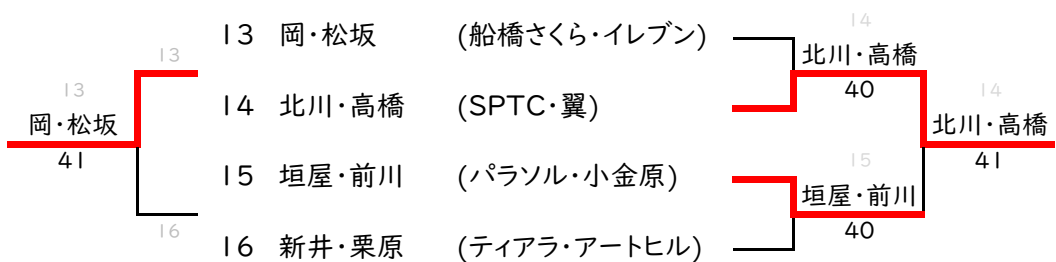 13
13
岡・松坂
41
16
13 岡・松坂 (船橋さくら・イレブン)
14 北川・高橋 (SPTC・翼)
15 垣屋・前川 (パラソル・小金原)
16 新井・栗原 (ティアラ・アートヒル)
14
北川・高橋
40
15
垣屋・前川
40
14
北川・高橋
41